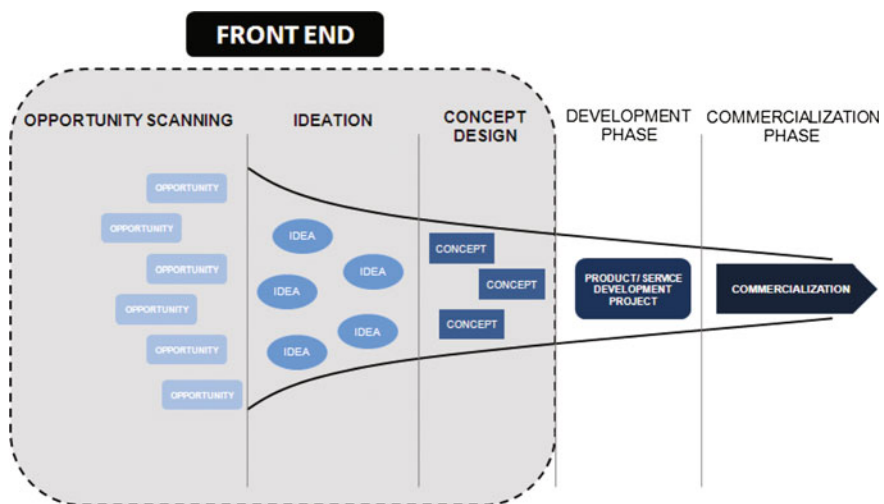 FRONT END
OPPORTUNITY SCANNING
IDEATION
CONCEPT
DESIGN
DEVELOPMENT
PHASE
COMMERCIALIZATION
PHASE
OPPORTUNITY
OPPORTUNITY
OPPORTUNITY
OPPORTUNITY
OPPORTUNITY
OPPORTUNITY
IDEA
IDEA
IDEA
IDEA
IDEA
CONCEPT
CONCEPT
CONCEPT
PRODUCT/ SERVICE
DEVELOPMENT
PROJECT
COMMERCIALIZATION